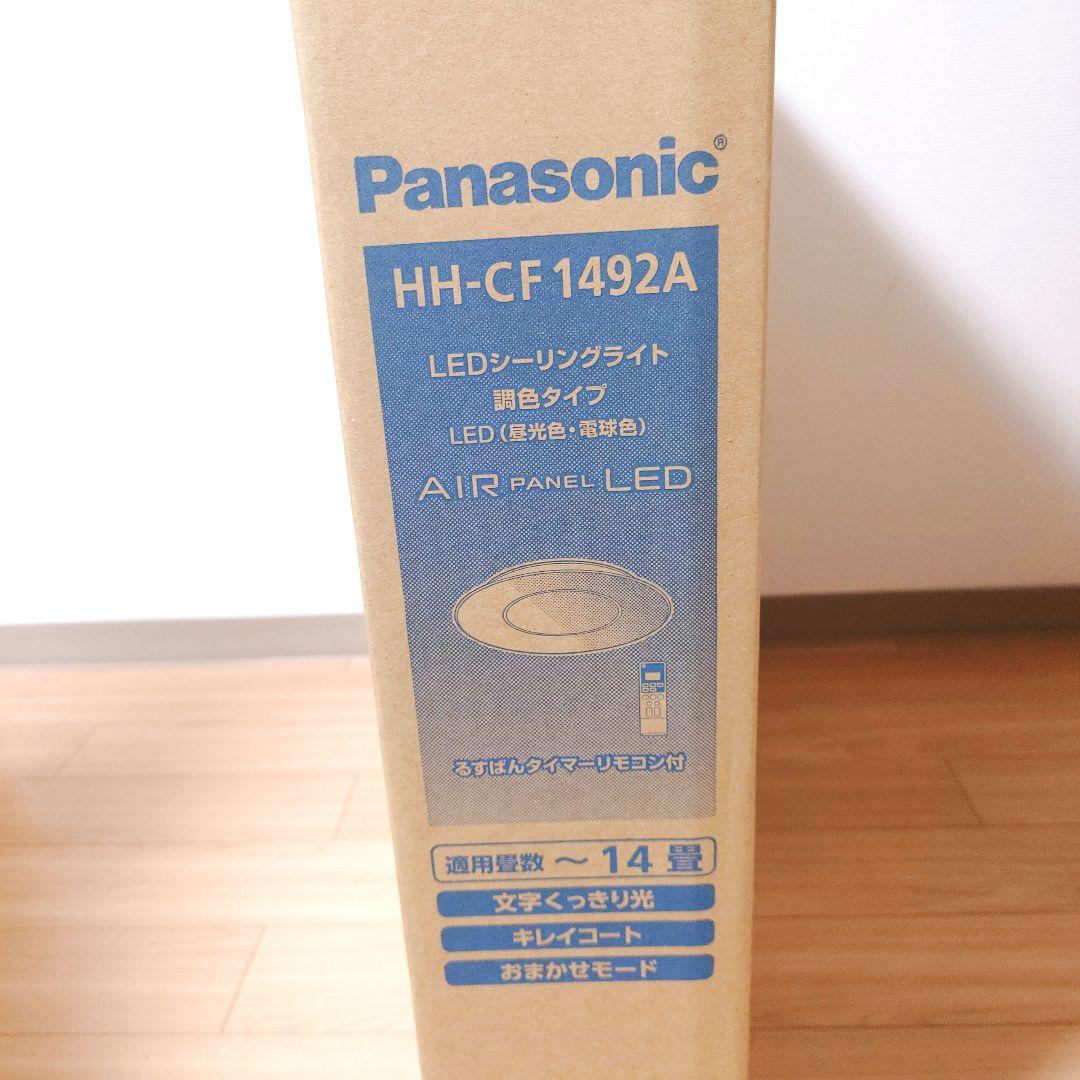 Panasonic®
HH-CF1492A
LEDシーリングライト
調色タイプ
LED(昼光色・電球色)
AIR PANEL LED
るすばんタイマーリモコン付
適用畳数 〜14畳
文字くっきり光
キレイコート
おまかせモード